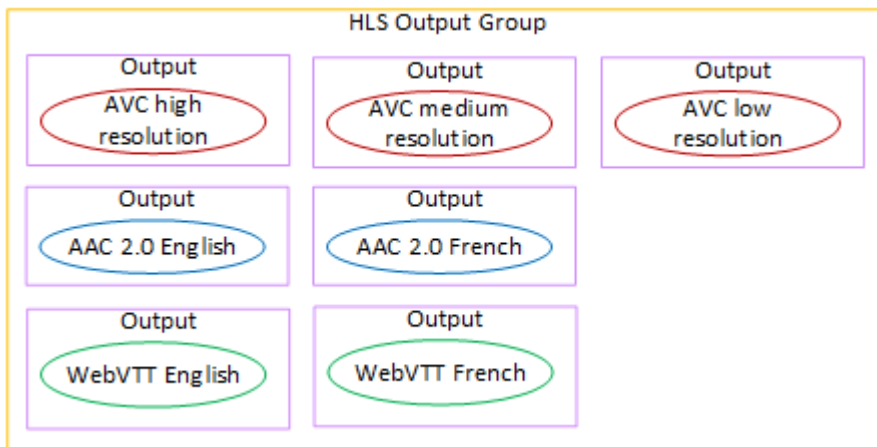 HLS Output Group
Output
AVC high
resolution
Output
AVC medium
resolution
Output
AVC low
resolution
Output
AAC 2.0 English
Output
AAC 2.0 French
Output
WebVTT English
Output
WebVTT French